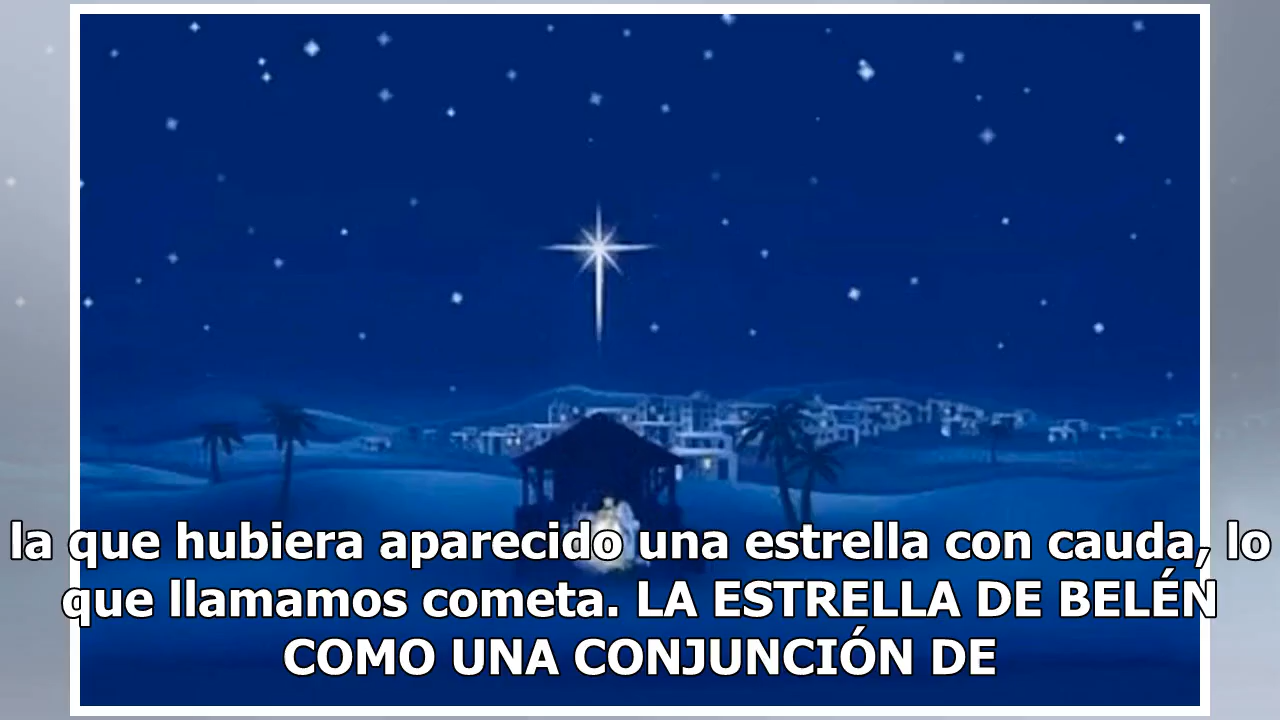 la que hubiera aparecido una estrella con cauda, lo
que llamamos cometa. LA ESTRELLA DE BELÉN
COMO UNA CONJUNCIÓN DE